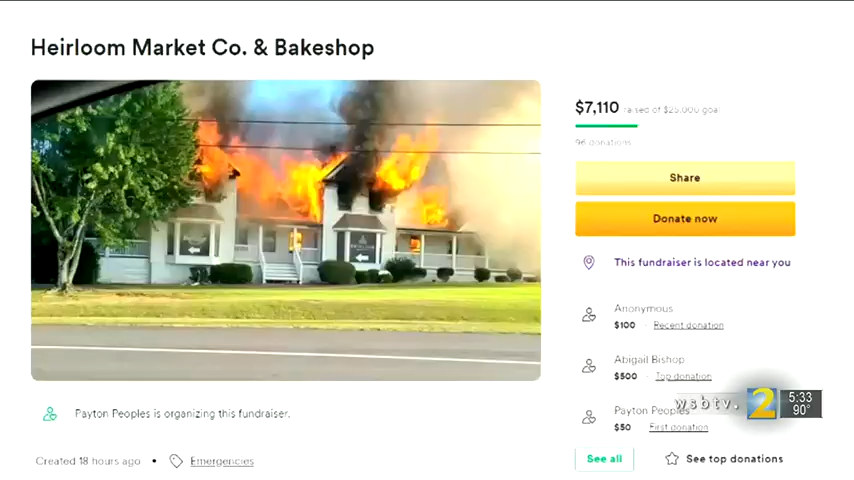 Heirloom Market Co. & Bakeshop
$7,110 raised of $25,000 goal
96 donations
Share
Donate now
This fundraiser is located near you
Anonymous
$100 · Recent donation
Abigail Bishop
$500 · Top donation
Payton Peoples
$50 · First donation
See all
See top donations
Payton Peoples is organizing this fundraiser.
Created 18 hours ago • Emergencies
wsbtv. 2
5:33
90°